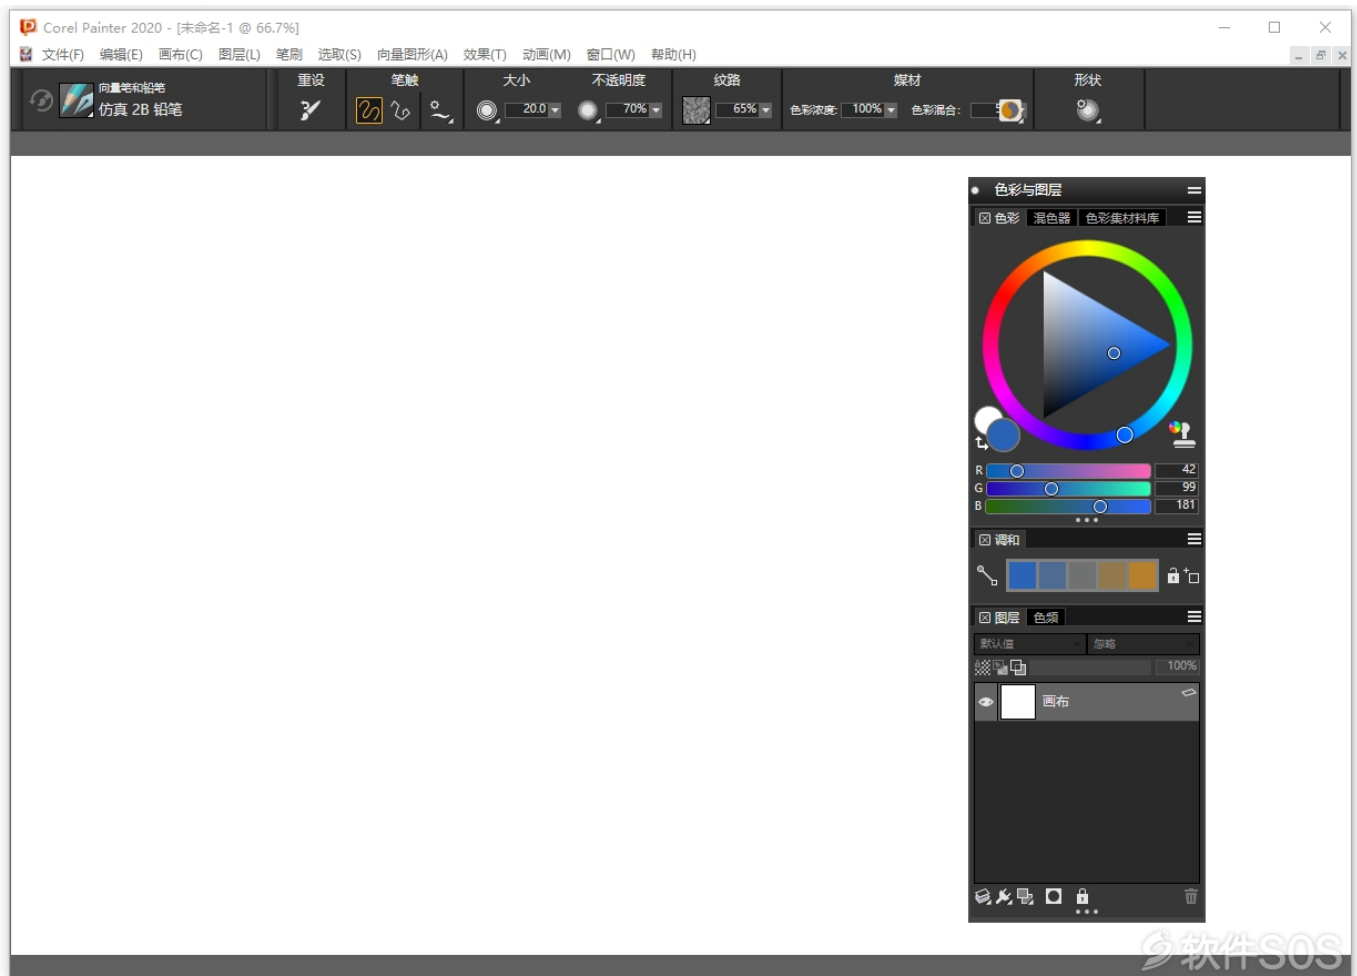 Corel Painter 2020 - [未命名-1 @ 66.7%]
文件(F) 编辑(E) 画布(C) 图层(L) 笔刷 选取(S) 向量图形(A) 效果(T) 动画(M) 窗口(W) 帮助(H)
重设 笔触 大小 不透明度 纹路 媒材 形状
向量笔和铅笔
仿真 2B 铅笔
20.0 70% 65% 色彩浓度: 100% 色彩混合:
色彩与图层
色彩 混色器 色彩集材料库
R 42
G 99
B 181
调和
图层 色频
默认值 忽略
100%
画布
软件SOS